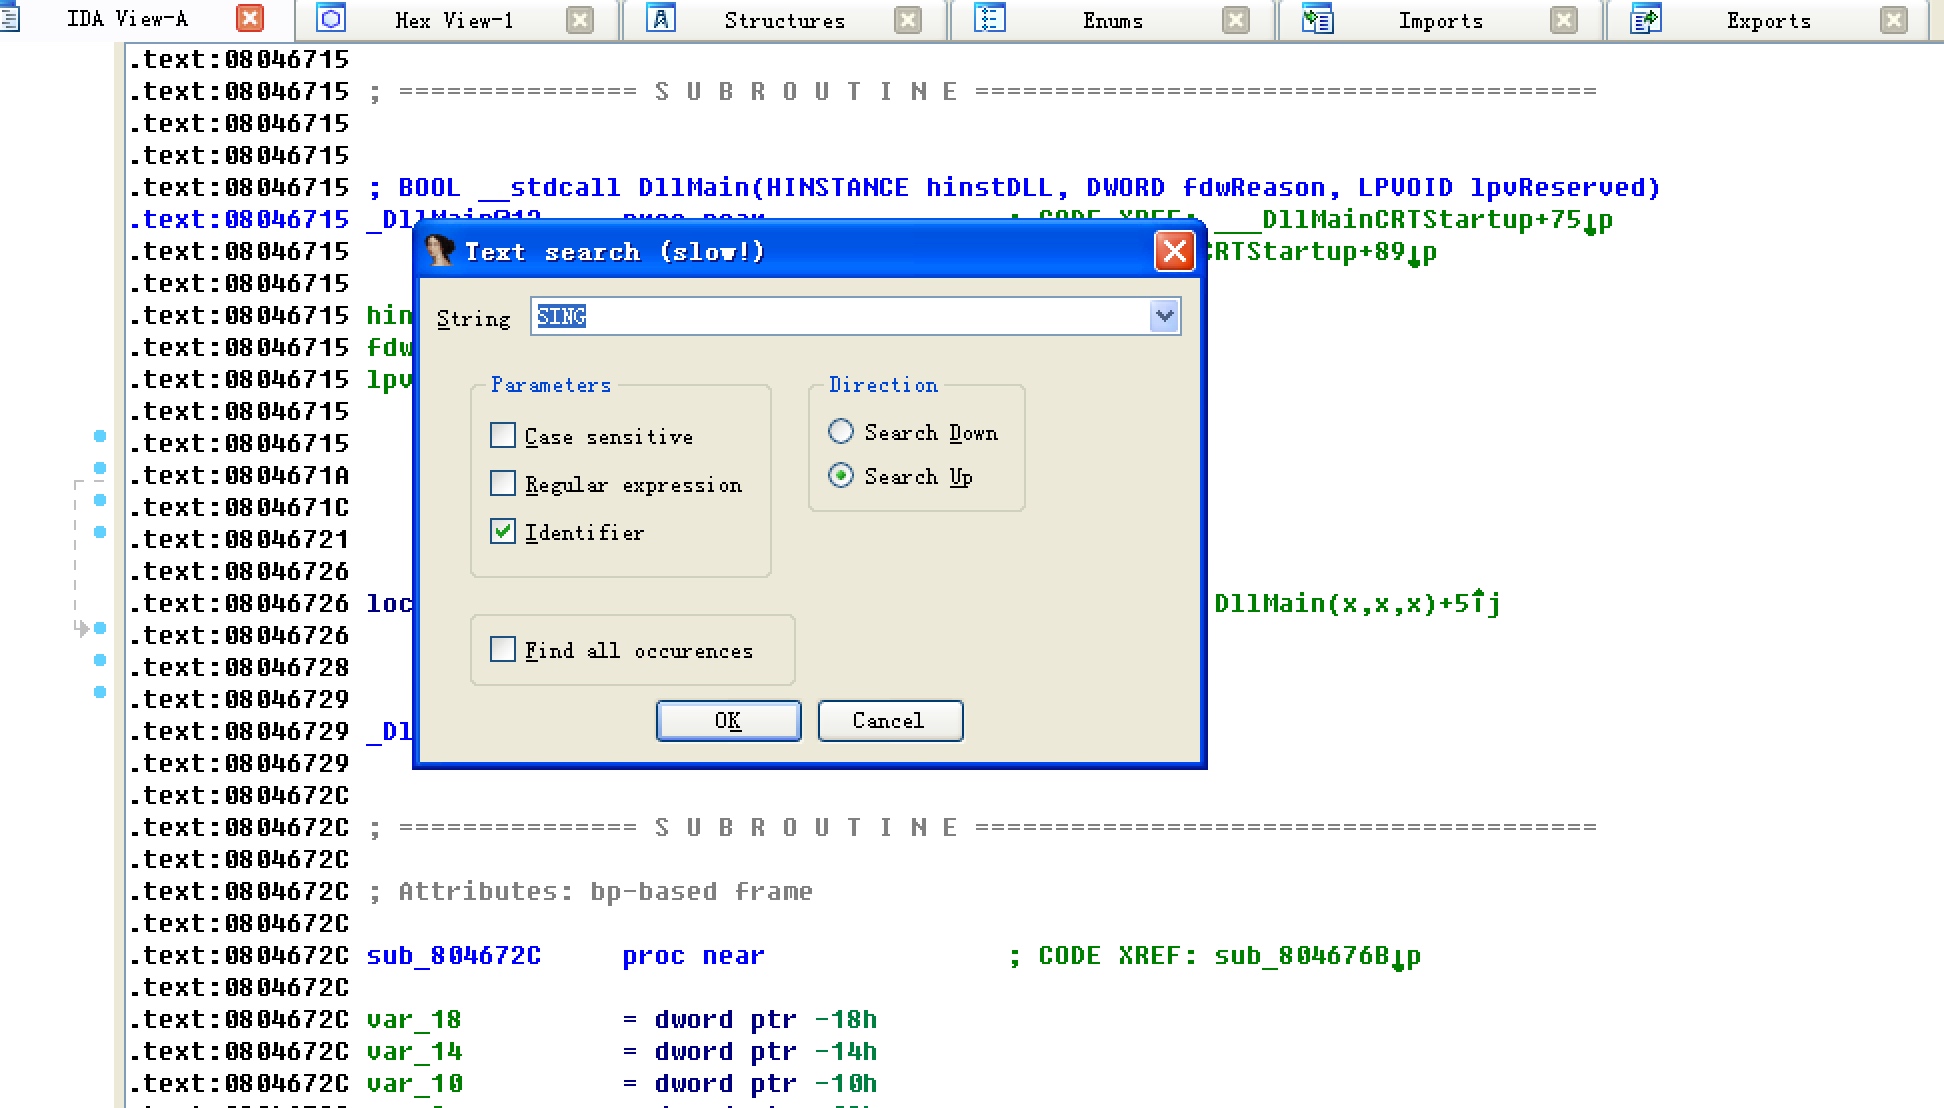 IDA View-A Hex View-1 Structures Enums Imports Exports
.text:08046715
.text:08046715 ; =============== S U B R O U T I N E =======================================
.text:08046715
.text:08046715
.text:08046715 ; BOOL __stdcall DllMain(HINSTANCE hinstDLL, DWORD fdwReason, LPVOID lpvReserved)
.text:08046715 _DllMain@12 proc near ; CODE XREF: ___DllMainCRTStartup+75↓p
.text:08046715 CRTStartup+89↓p
.text:08046715
.text:08046715 hin
.text:08046715 fdw
.text:08046715 lpv
.text:08046715
.text:08046715
.text:0804671A
.text:0804671C
.text:08046721
.text:08046726
.text:08046726 loc DllMain(x,x,x)+5↑j
.text:08046726
.text:08046728
.text:08046729
.text:08046729 _Dl
.text:08046729
.text:0804672C
.text:0804672C ; =============== S U B R O U T I N E =======================================
.text:0804672C
.text:0804672C ; Attributes: bp-based frame
.text:0804672C
.text:0804672C sub_804672C proc near ; CODE XREF: sub_804676B↓p
.text:0804672C
.text:0804672C var_18 = dword ptr -18h
.text:0804672C var_14 = dword ptr -14h
.text:0804672C var_10 = dword ptr -10h
Text search (slow!)
String SING
Parameters
Case sensitive
Regular expression
Identifier
Direction
Search Down
Search Up
Find all occurences
OK Cancel